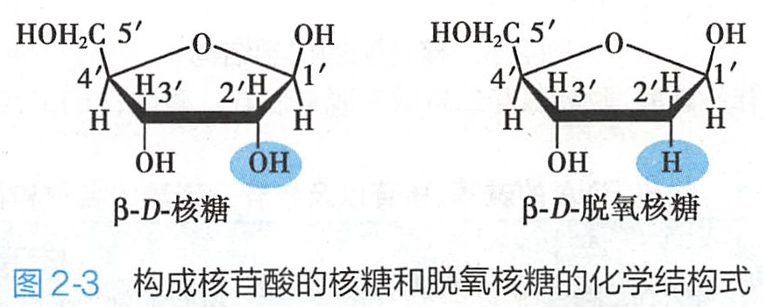 HOH₂C 5′ O OH HOH₂C 5′ O OH
4′ H 3′ 2′ H 1′ 4′ H 3′ 2′ H 1′
H H H H
OH OH OH H
β-D-核糖 β-D-脱氧核糖
图 2-3 构成核苷酸的核糖和脱氧核糖的化学结构式